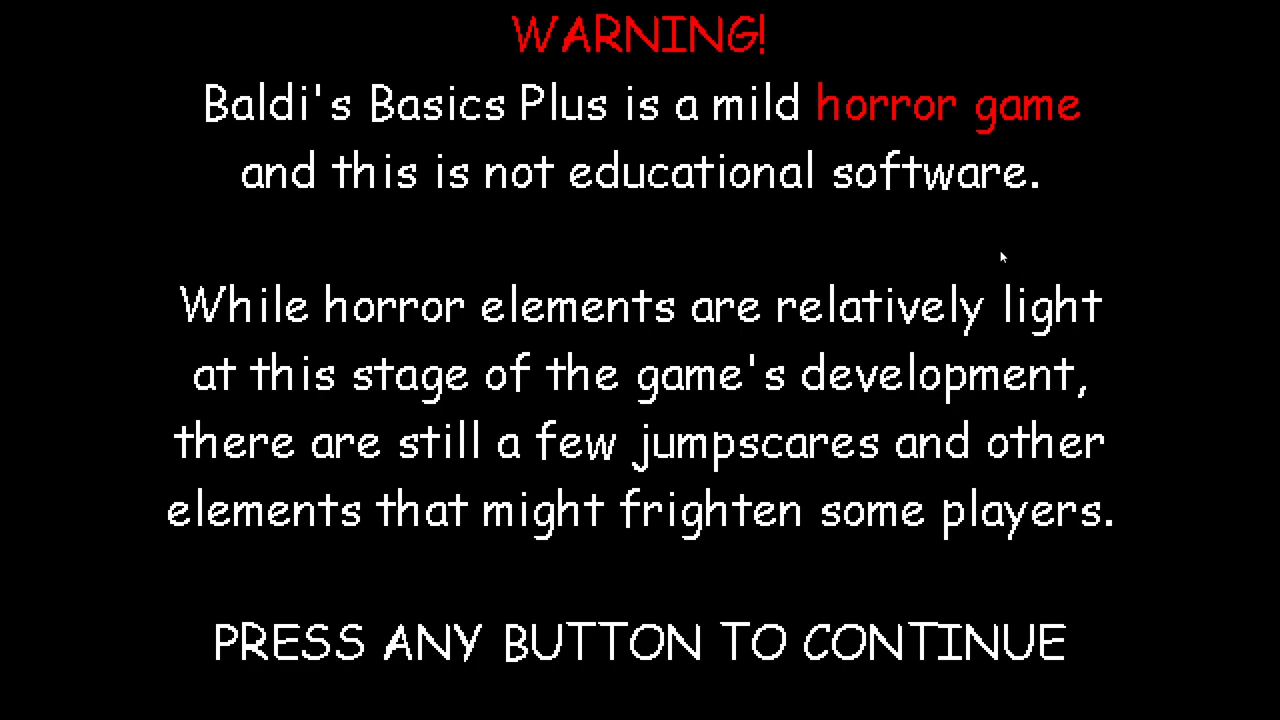 WARNING!
Baldi's Basics Plus is a mild horror game
and this is not educational software.
While horror elements are relatively light
at this stage of the game's development,
there are still a few jumpscares and other
elements that might frighten some players.
PRESS ANY BUTTON TO CONTINUE